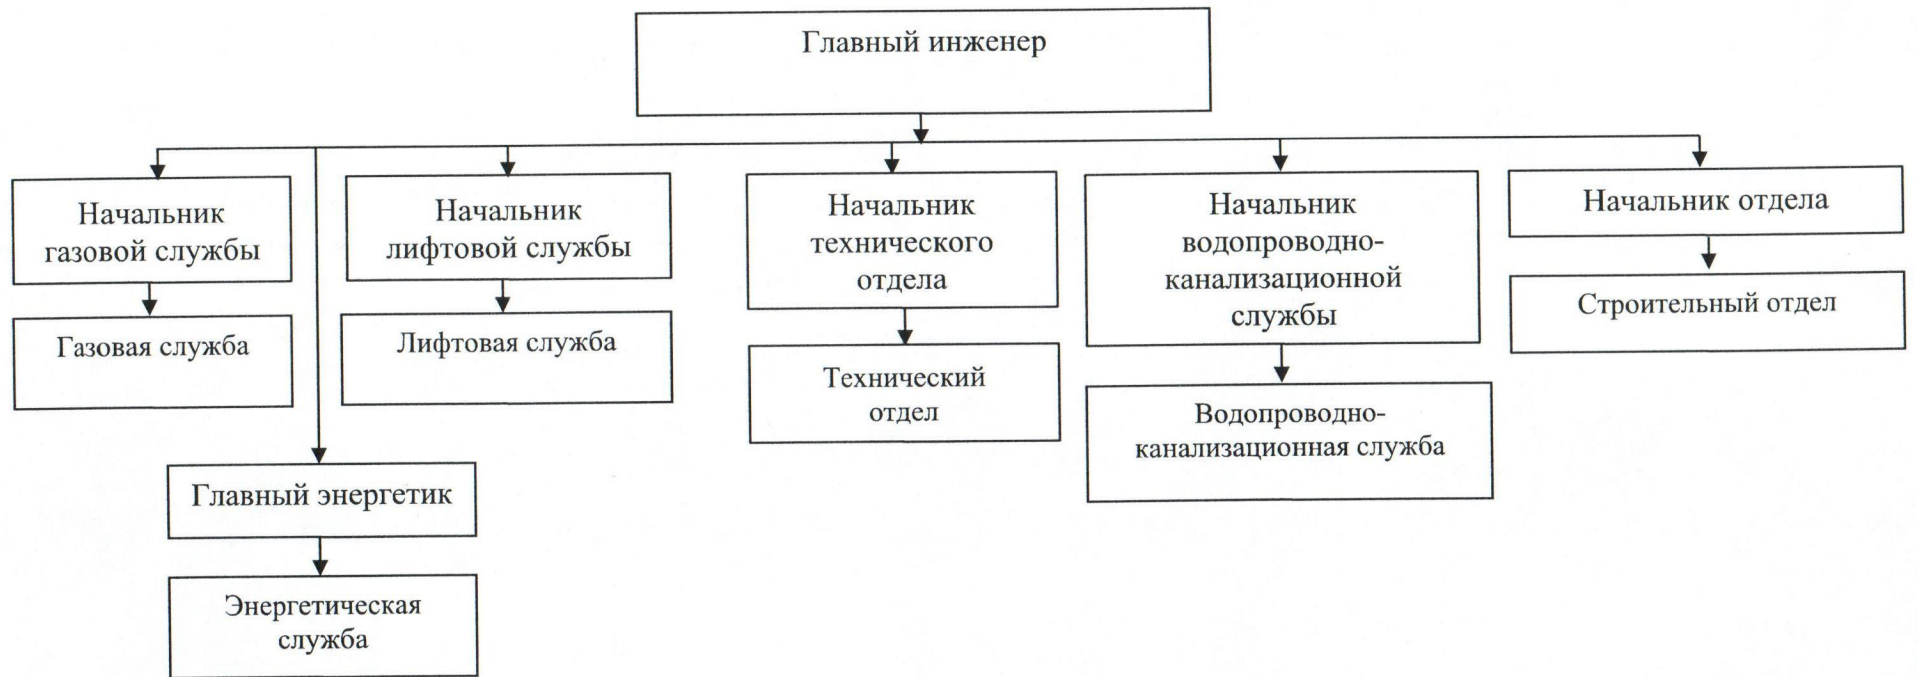 Главный инженер
Начальник
газовой службы
Газовая служба
Начальник
лифтовой службы
Лифтовая служба
Начальник
технического
отдела
Технический
отдел
Начальник
водопроводно-
канализационной
службы
Водопроводно-
канализационная служба
Начальник отдела
Строительный отдел
Главный энергетик
Энергетическая
служба